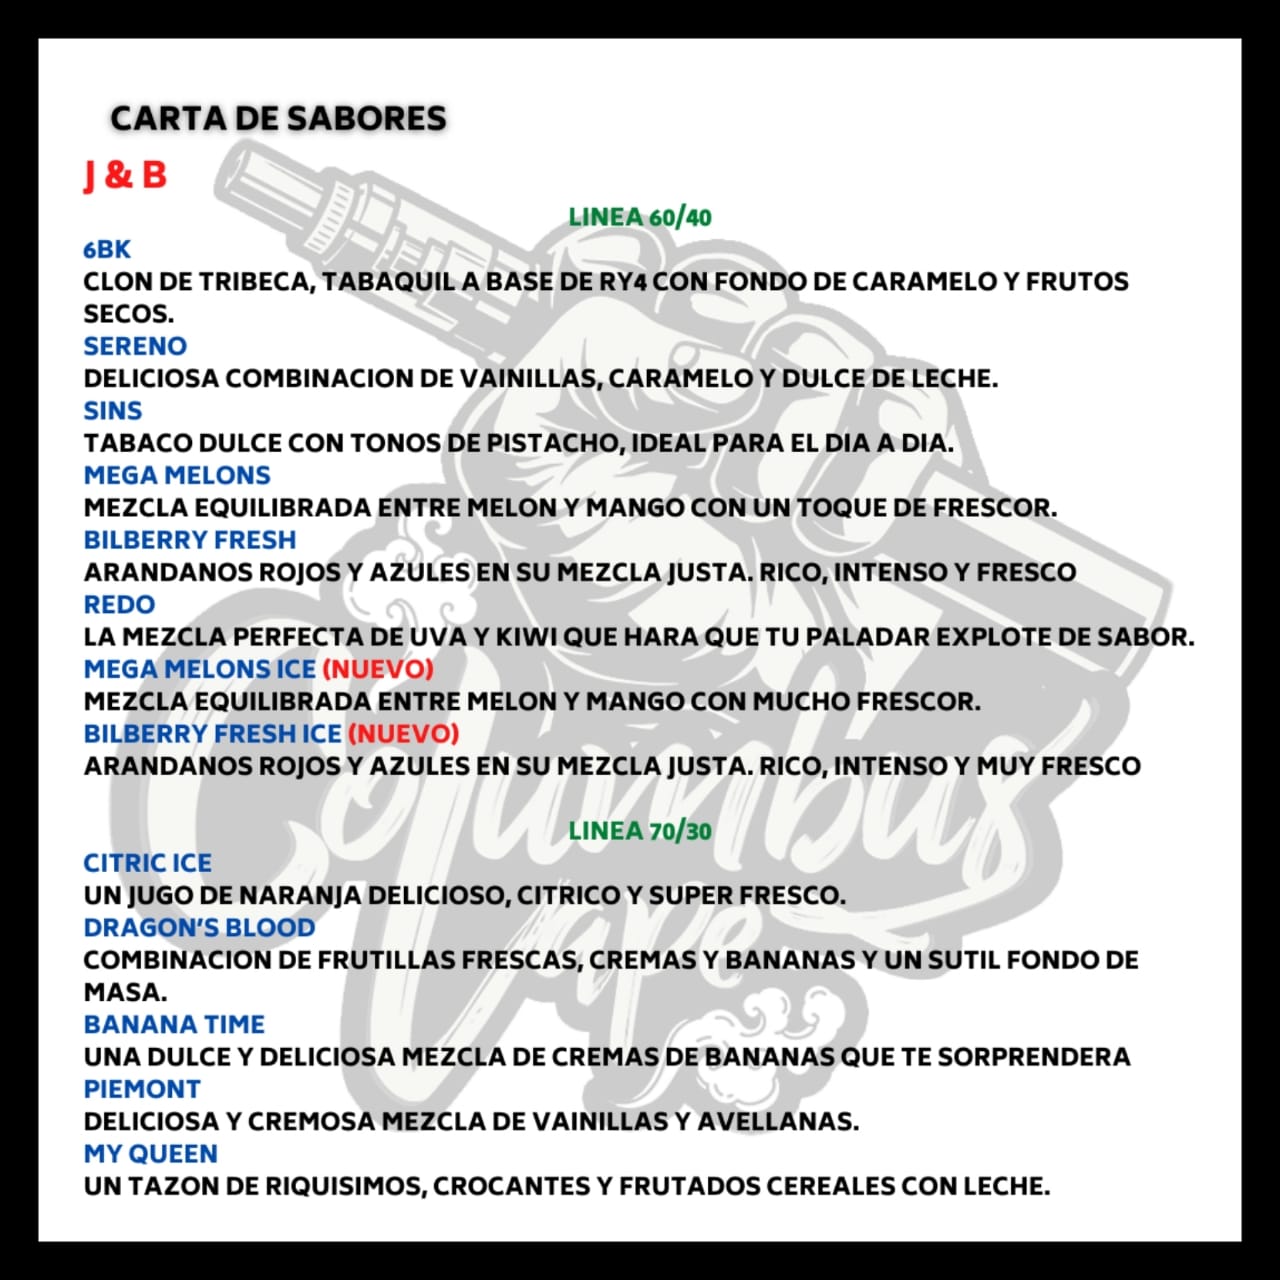 CARTA DE SABORES
J & B
LINEA 60/40
6BK
CLON DE TRIBECA, TABAQUIL A BASE DE RY4 CON FONDO DE CARAMELO Y FRUTOS
SECOS.
SERENO
DELICIOSA COMBINACION DE VAINILLAS, CARAMELO Y DULCE DE LECHE.
SINS
TABACO DULCE CON TONOS DE PISTACHO, IDEAL PARA EL DIA A DIA.
MEGA MELONS
MEZCLA EQUILIBRADA ENTRE MELON Y MANGO CON UN TOQUE DE FRESCOR.
BILBERRY FRESH
ARANDANOS ROJOS Y AZULES EN SU MEZCLA JUSTA. RICO, INTENSO Y FRESCO
REDO
LA MEZCLA PERFECTA DE UVA Y KIWI QUE HARA QUE TU PALADAR EXPLOTE DE SABOR.
MEGA MELONS ICE (NUEVO)
MEZCLA EQUILIBRADA ENTRE MELON Y MANGO CON MUCHO FRESCOR.
BILBERRY FRESH ICE (NUEVO)
ARANDANOS ROJOS Y AZULES EN SU MEZCLA JUSTA. RICO, INTENSO Y MUY FRESCO
LINEA 70/30
CITRIC ICE
UN JUGO DE NARANJA DELICIOSO, CITRICO Y SUPER FRESCO.
DRAGON'S BLOOD
COMBINACION DE FRUTILLAS FRESCAS, CREMAS Y BANANAS Y UN SUTIL FONDO DE
MASA.
BANANA TIME
UNA DULCE Y DELICIOSA MEZCLA DE CREMAS DE BANANAS QUE TE SORPRENDERA
PIEMONT
DELICIOSA Y CREMOSA MEZCLA DE VAINILLAS Y AVELLANAS.
MY QUEEN
UN TAZON DE RIQUISIMOS, CROCANTES Y FRUTADOS CEREALES CON LECHE.
Columbus
Vape